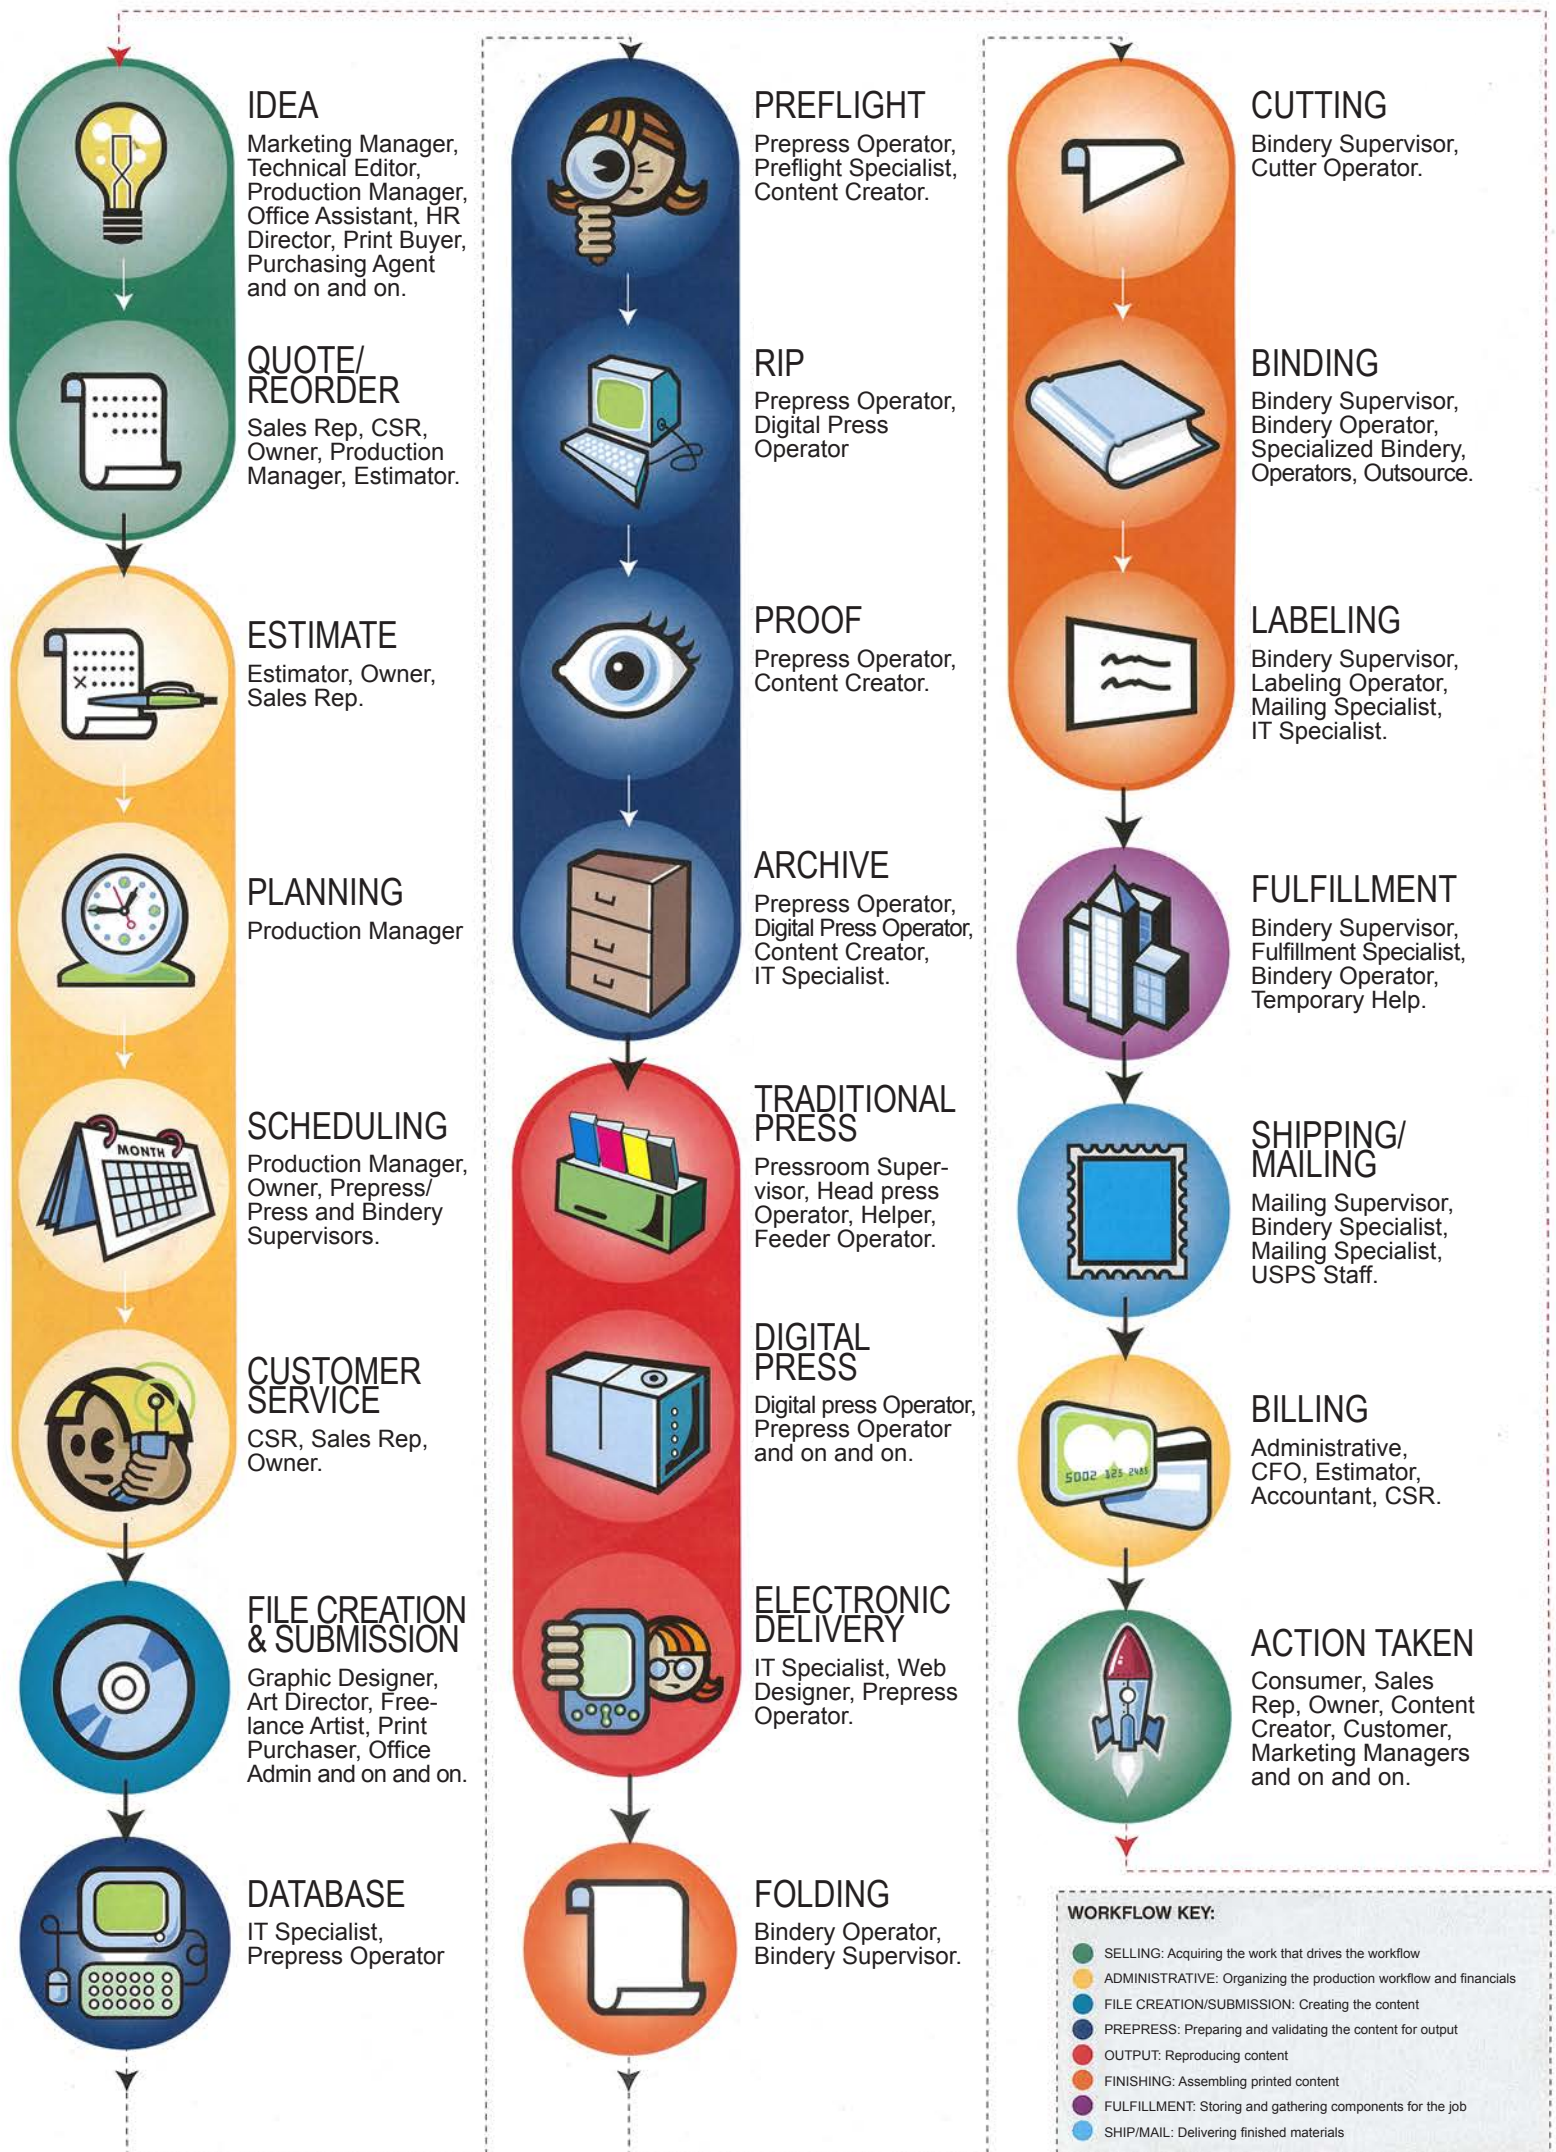 IDEA
Marketing Manager,
Technical Editor,
Production Manager,
Office Assistant, HR
Director, Print Buyer,
Purchasing Agent
and on and on.
QUOTE/
REORDER
Sales Rep, CSR,
Owner, Production
Manager, Estimator.
ESTIMATE
Estimator, Owner,
Sales Rep.
PLANNING
Production Manager
MONTH
SCHEDULING
Production Manager,
Owner, Prepress/
Press and Bindery
Supervisors.
CUSTOMER
SERVICE
CSR, Sales Rep,
Owner.
FILE CREATION
& SUBMISSION
Graphic Designer,
Art Director, Free-
lance Artist, Print
Purchaser, Office
Admin and on and on.
DATABASE
IT Specialist,
Prepress Operator
PREFLIGHT
Prepress Operator,
Preflight Specialist,
Content Creator.
RIP
Prepress Operator,
Digital Press
Operator
PROOF
Prepress Operator,
Content Creator.
ARCHIVE
Prepress Operator,
Digital Press Operator,
Content Creator,
IT Specialist.
TRADITIONAL
PRESS
Pressroom Super-
visor, Head press
Operator, Helper,
Feeder Operator.
DIGITAL
PRESS
Digital press Operator,
Prepress Operator
and on and on.
ELECTRONIC
DELIVERY
IT Specialist, Web
Designer, Prepress
Operator.
FOLDING
Bindery Operator,
Bindery Supervisor.
CUTTING
Bindery Supervisor,
Cutter Operator.
BINDING
Bindery Supervisor,
Bindery Operator,
Specialized Bindery,
Operators, Outsource.
LABELING
Bindery Supervisor,
Labeling Operator,
Mailing Specialist,
IT Specialist.
FULFILLMENT
Bindery Supervisor,
Fulfillment Specialist,
Bindery Operator,
Temporary Help.
SHIPPING/
MAILING
Mailing Supervisor,
Bindery Specialist,
Mailing Specialist,
USPS Staff.
5002 123
BILLING
Administrative,
CFO, Estimator,
Accountant, CSR.
ACTION TAKEN
Consumer, Sales
Rep, Owner, Content
Creator, Customer,
Marketing Managers
and on and on.
WORKFLOW KEY:
SELLING: Acquiring the work that drives the workflow
ADMINISTRATIVE: Organizing the production workflow and financials
FILE CREATION/SUBMISSION: Creating the content
PREPRESS: Preparing and validating the content for output
OUTPUT: Reproducing content
FINISHING: Assembling printed content
FULFILLMENT: Storing and gathering components for the job
SHIP/MAIL: Delivering finished materials